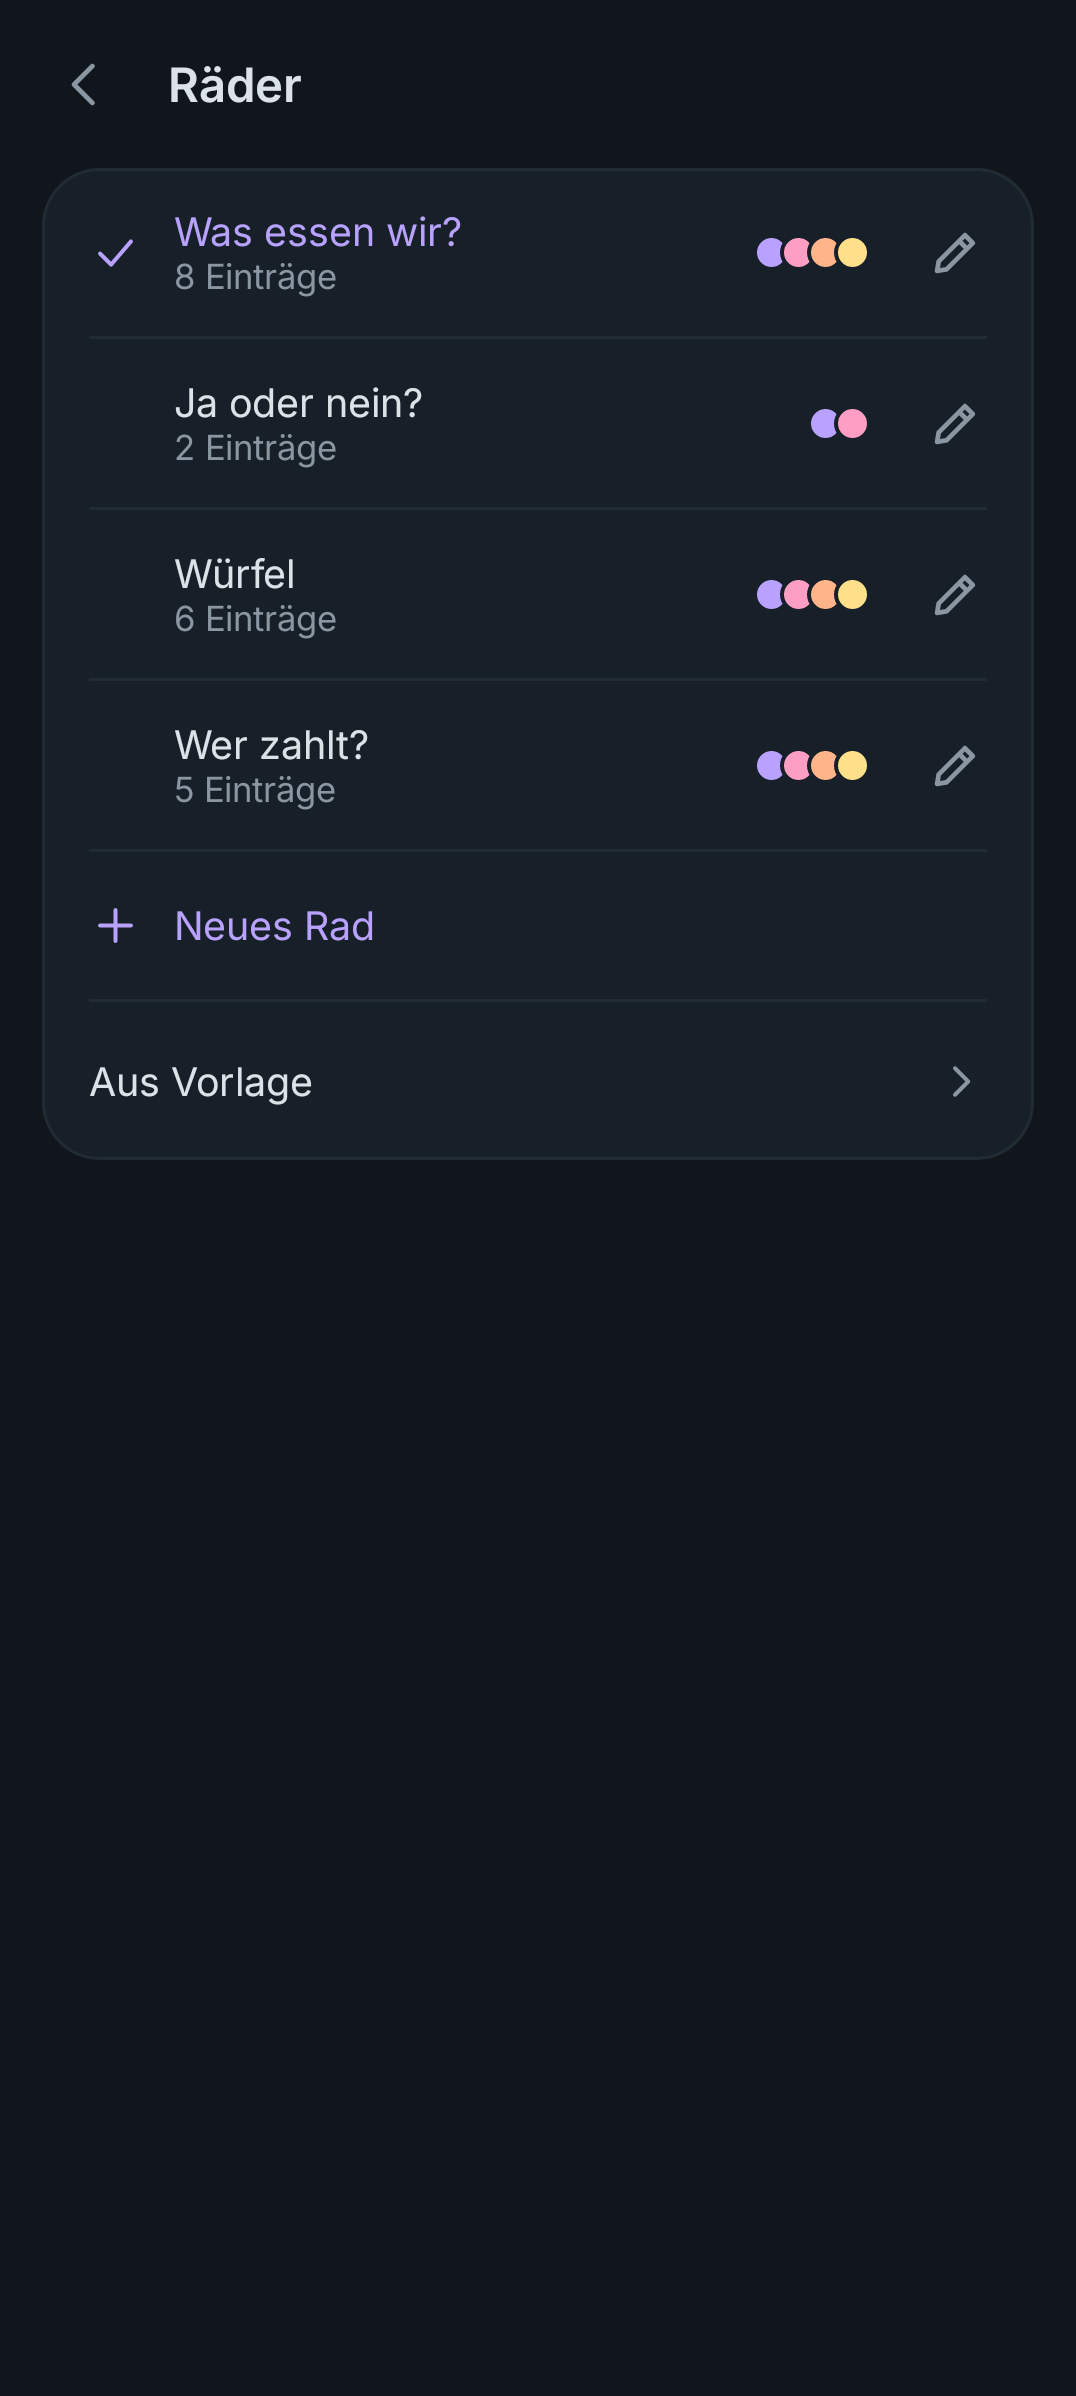 Räder
Was essen wir?
8 Einträge
Ja oder nein?
2 Einträge
Würfel
6 Einträge
Wer zahlt?
5 Einträge
Neues Rad
Aus Vorlage